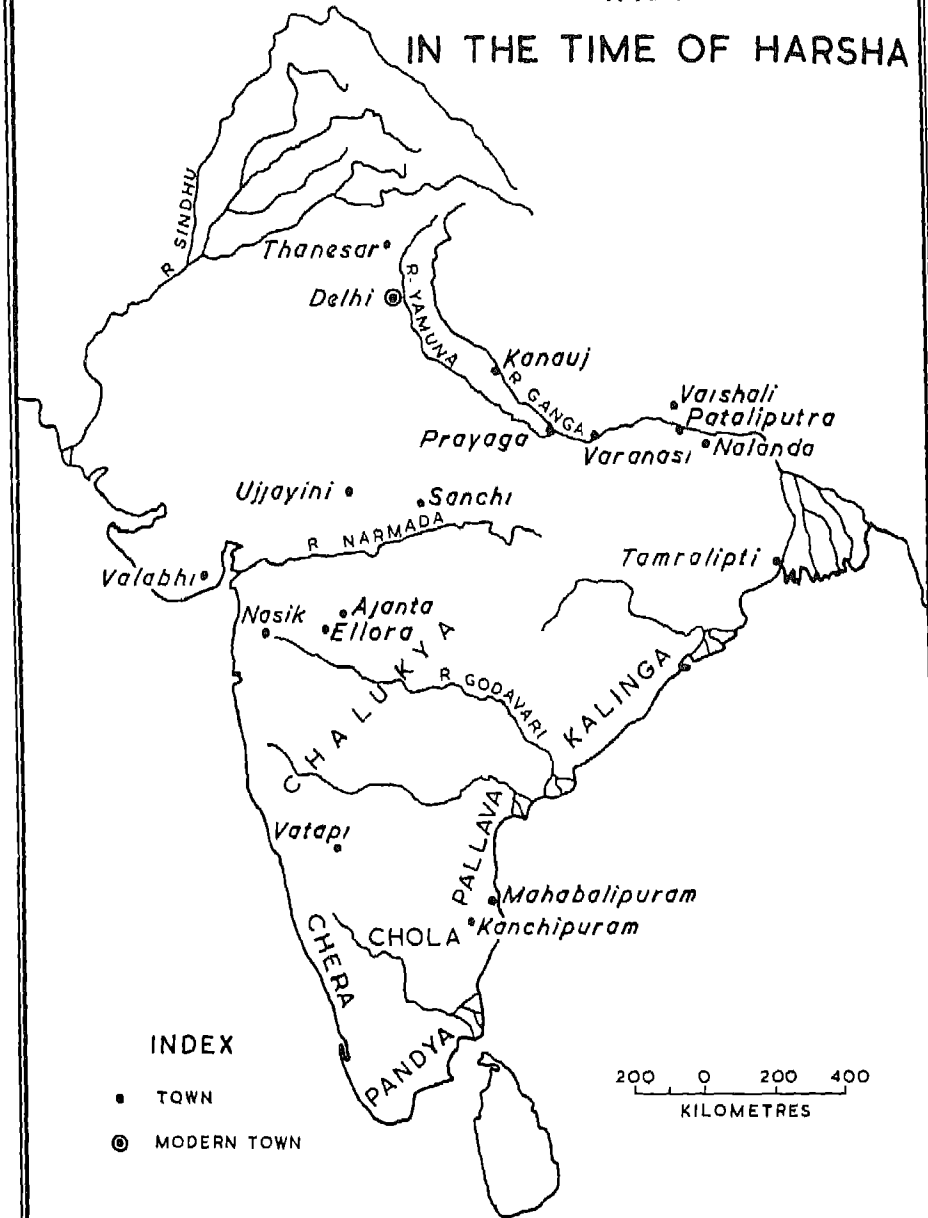 IN THE TIME OF HARSHA
R SINDHU
Thanesar
Delhi
R. YAMUNA
Kanauj
R GANGA
Vaishali
Pataliputra
Prayaga
Varanasi
Nalanda
Ujjayini
Sanchi
R NARMADA
Tamralipti
Valabhi
Nasik
Ajanta
Ellora
CHALUKYA
R GODAVARI
KALINGA
Vatapi
PALLAVA
Mahabalipuram
CHOLA
Kanchipuram
CHERA
PANDYA
INDEX
TOWN
MODERN TOWN
200 0 200 400
KILOMETRES